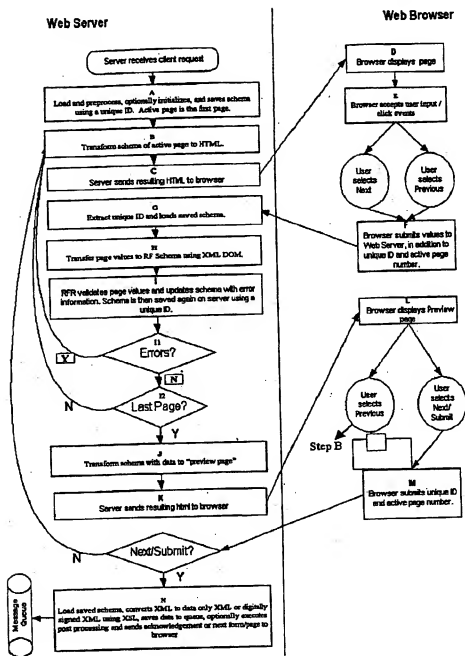 Web Server
Web Browser
Server receives client request
A
Load and preprocess, optionally initializes, and saves schema
using a unique ID. Active page is the first page.
B
Transform schema of active page to HTML.
C
Server sends resulting HTML to browser
G
Extract unique ID and loads saved schema.
H
Transfer page values to RF Schema using XML DOM.
I
RFR validates page values and updates schema with error
information. Schema is then saved again on server using a
unique ID.
I1
Errors?
Y
N
I2
Last Page?
N
Y
J
Transform schema with data to "preview page"
K
Server sends resulting html to browser
Next/Submit?
N
Y
N
Load saved schema, converts XML to data only XML or digitally
signed XML using XSL, saves data to queue, optionally executes
post processing and sends acknowledgement or next form/page to
browser
Message
Queue
D
Browser displays page
E
Browser accepts user input /
click events
User
selects
Next
User
selects
Previous
F
Browser submits values to
Web Server, in addition to
unique ID and active page
number.
L
Browser displays Preview
page
User
selects
Previous
User
selects
Next/
Submit
Step B
M
Browser submits unique ID
and active page number.